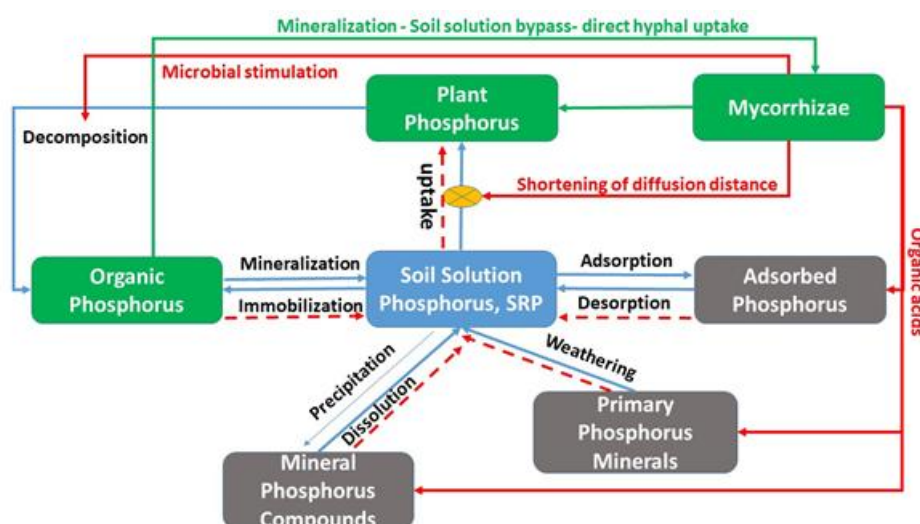 Mineralization - Soil solution bypass- direct hyphal uptake
Microbial stimulation
Plant
Phosphorus
Mycorrhizae
Decomposition
uptake
Shortening of diffusion distance
Organic
Phosphorus
Mineralization
Immobilization
Soil Solution
Phosphorus, SRP
Adsorption
Desorption
Adsorbed
Phosphorus
Organic acids
Precipitation
Dissolution
Weathering
Primary
Phosphorus
Minerals
Mineral
Phosphorus
Compounds